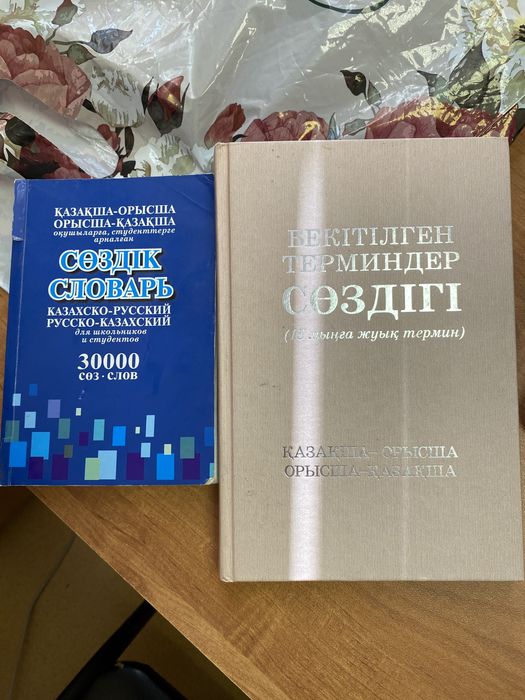 ҚАЗАҚША-ОРЫСША
ОРЫСША-ҚАЗАҚША
оқушыларға, студенттерге
арналған
СӨЗДІК
СЛОВАРЬ
КАЗАХСКО-РУССКИЙ
РУССКО-КАЗАХСКИЙ
для школьников
и студентов
30000
сөз · слов
БЕКІТІЛГЕН
ТЕРМИНДЕР
СӨЗДІГІ
жуық термин)
ҚАЗАҚША–ОРЫСША
ОРЫСША–ҚАЗАҚША